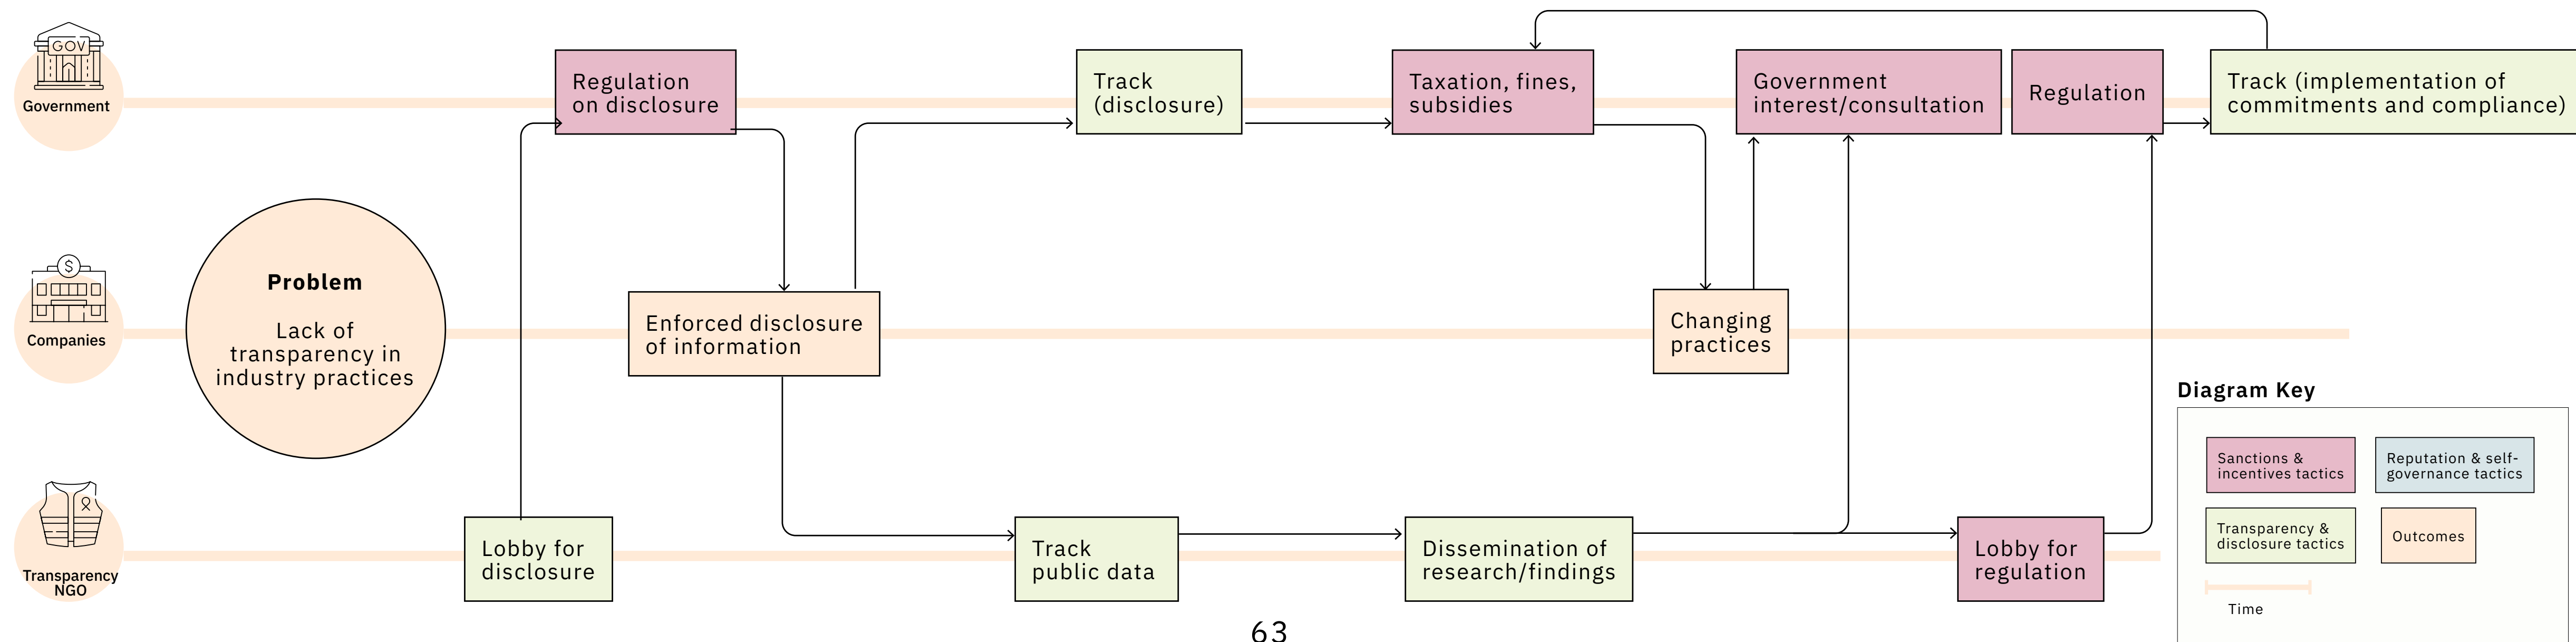 GOV
Government
Regulation
on disclosure
Track
(disclosure)
Taxation, fines,
subsidies
Government
interest/consultation
Regulation
Track (implementation of
commitments and compliance)
$
Companies
Problem
Lack of
transparency in
industry practices
Enforced disclosure
of information
Changing
practices
Transparency
NGO
Lobby for
disclosure
Track
public data
Dissemination of
research/findings
Lobby for
regulation
Diagram Key
Sanctions &
incentives tactics
Reputation & self-
governance tactics
Transparency &
disclosure tactics
Outcomes
Time
63